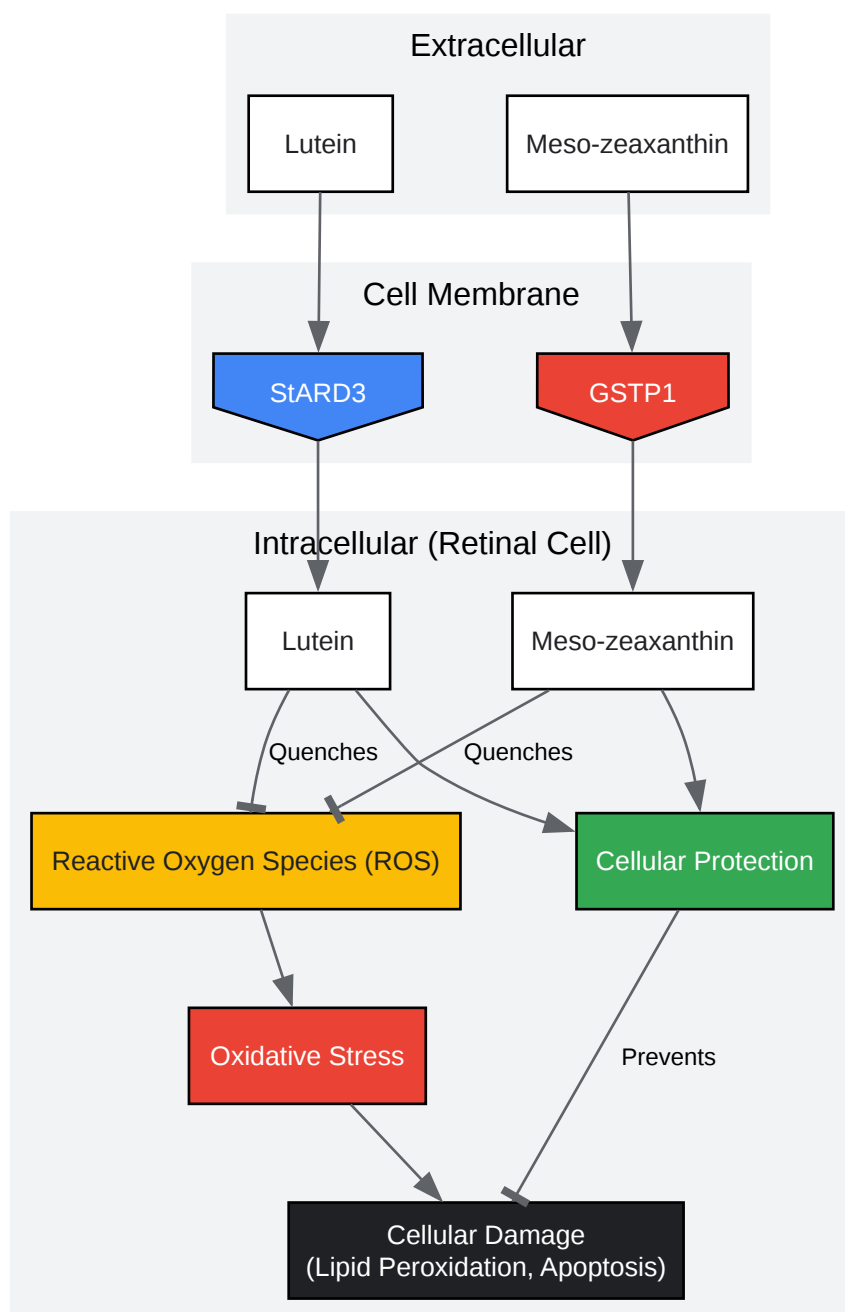 Extracellular
Lutein
Meso-zeaxanthin
Cell Membrane
StARD3
GSTP1
Intracellular (Retinal Cell)
Lutein
Meso-zeaxanthin
Quenches
Quenches
Reactive Oxygen Species (ROS)
Cellular Protection
Oxidative Stress
Prevents
Cellular Damage
(Lipid Peroxidation, Apoptosis)